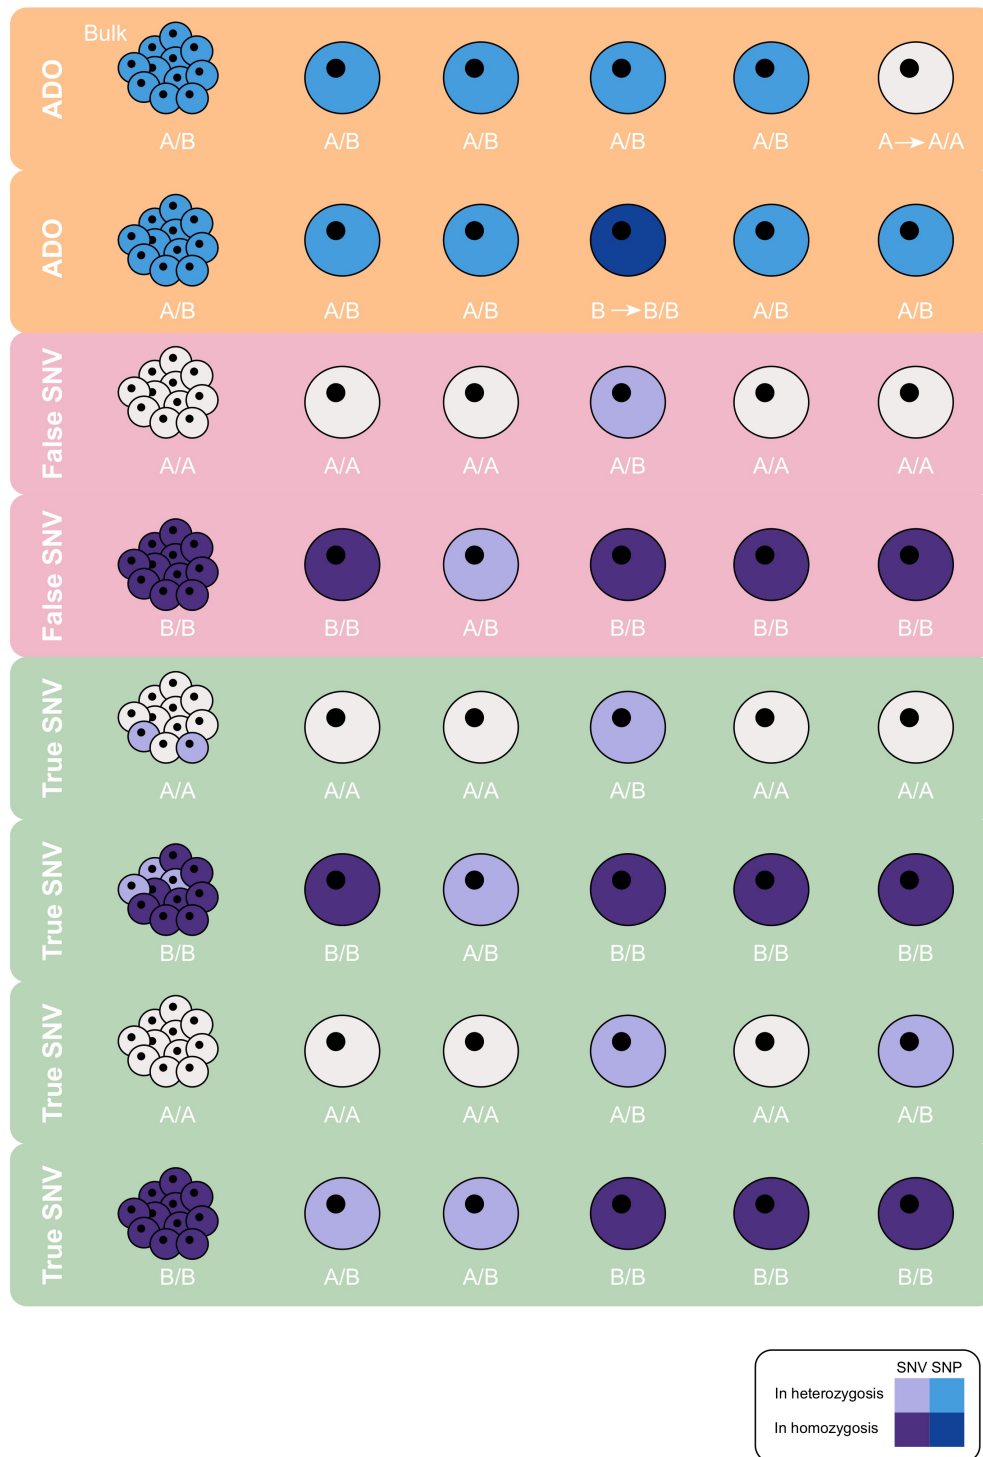 Bulk
ADO
A/B A/B A/B A/B A/B A→A/A
ADO
A/B A/B A/B B→B/B A/B A/B
False SNV
A/A A/A A/A A/B A/A A/A
False SNV
B/B B/B A/B B/B B/B B/B
True SNV
A/A A/A A/A A/B A/A A/A
True SNV
B/B B/B A/B B/B B/B B/B
True SNV
A/A A/A A/A A/B A/A A/B
True SNV
B/B A/B A/B B/B B/B B/B
SNV SNP
In heterozygosis
In homozygosis